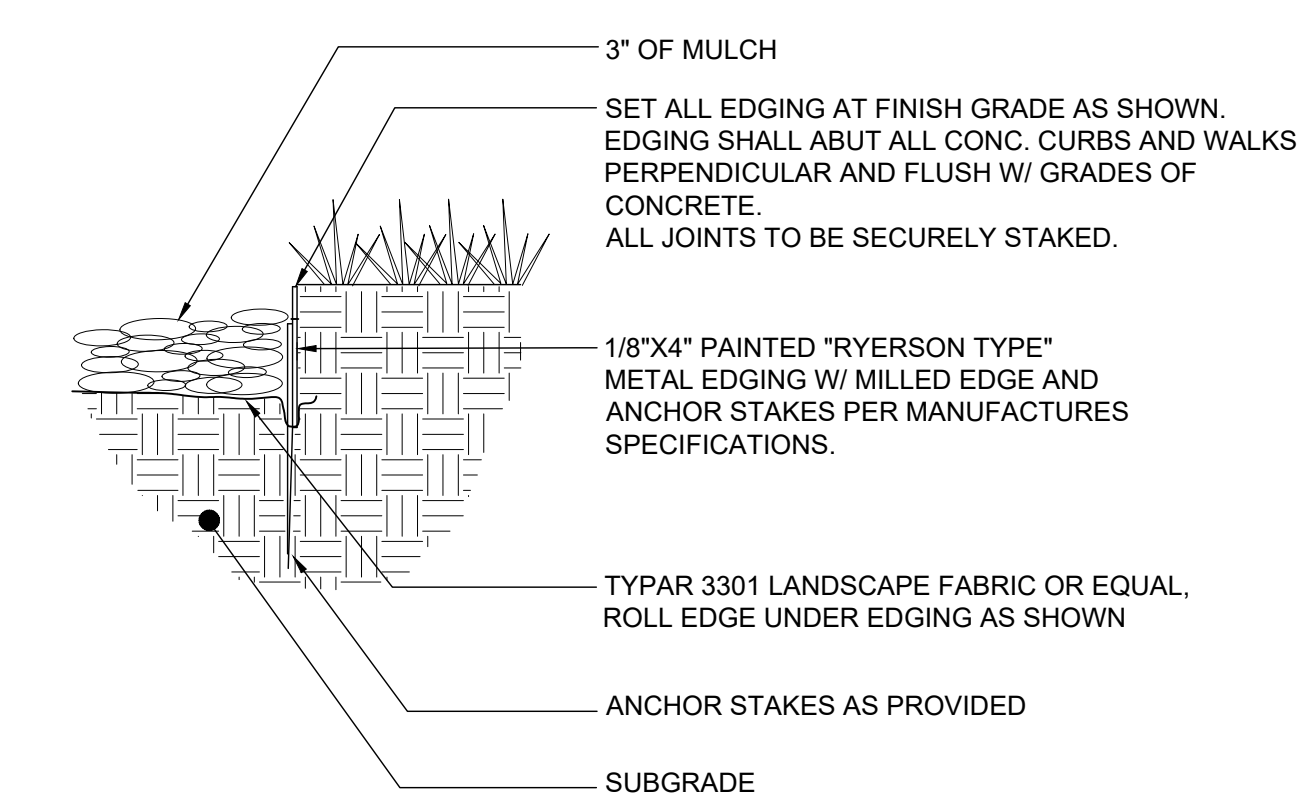 3" OF MULCH
SET ALL EDGING AT FINISH GRADE AS SHOWN.
EDGING SHALL ABUT ALL CONC. CURBS AND WALKS
PERPENDICULAR AND FLUSH W/ GRADES OF
CONCRETE.
ALL JOINTS TO BE SECURELY STAKED.
1/8"X4" PAINTED "RYERSON TYPE"
METAL EDGING W/ MILLED EDGE AND
ANCHOR STAKES PER MANUFACTURES
SPECIFICATIONS.
TYPAR 3301 LANDSCAPE FABRIC OR EQUAL,
ROLL EDGE UNDER EDGING AS SHOWN
ANCHOR STAKES AS PROVIDED
SUBGRADE